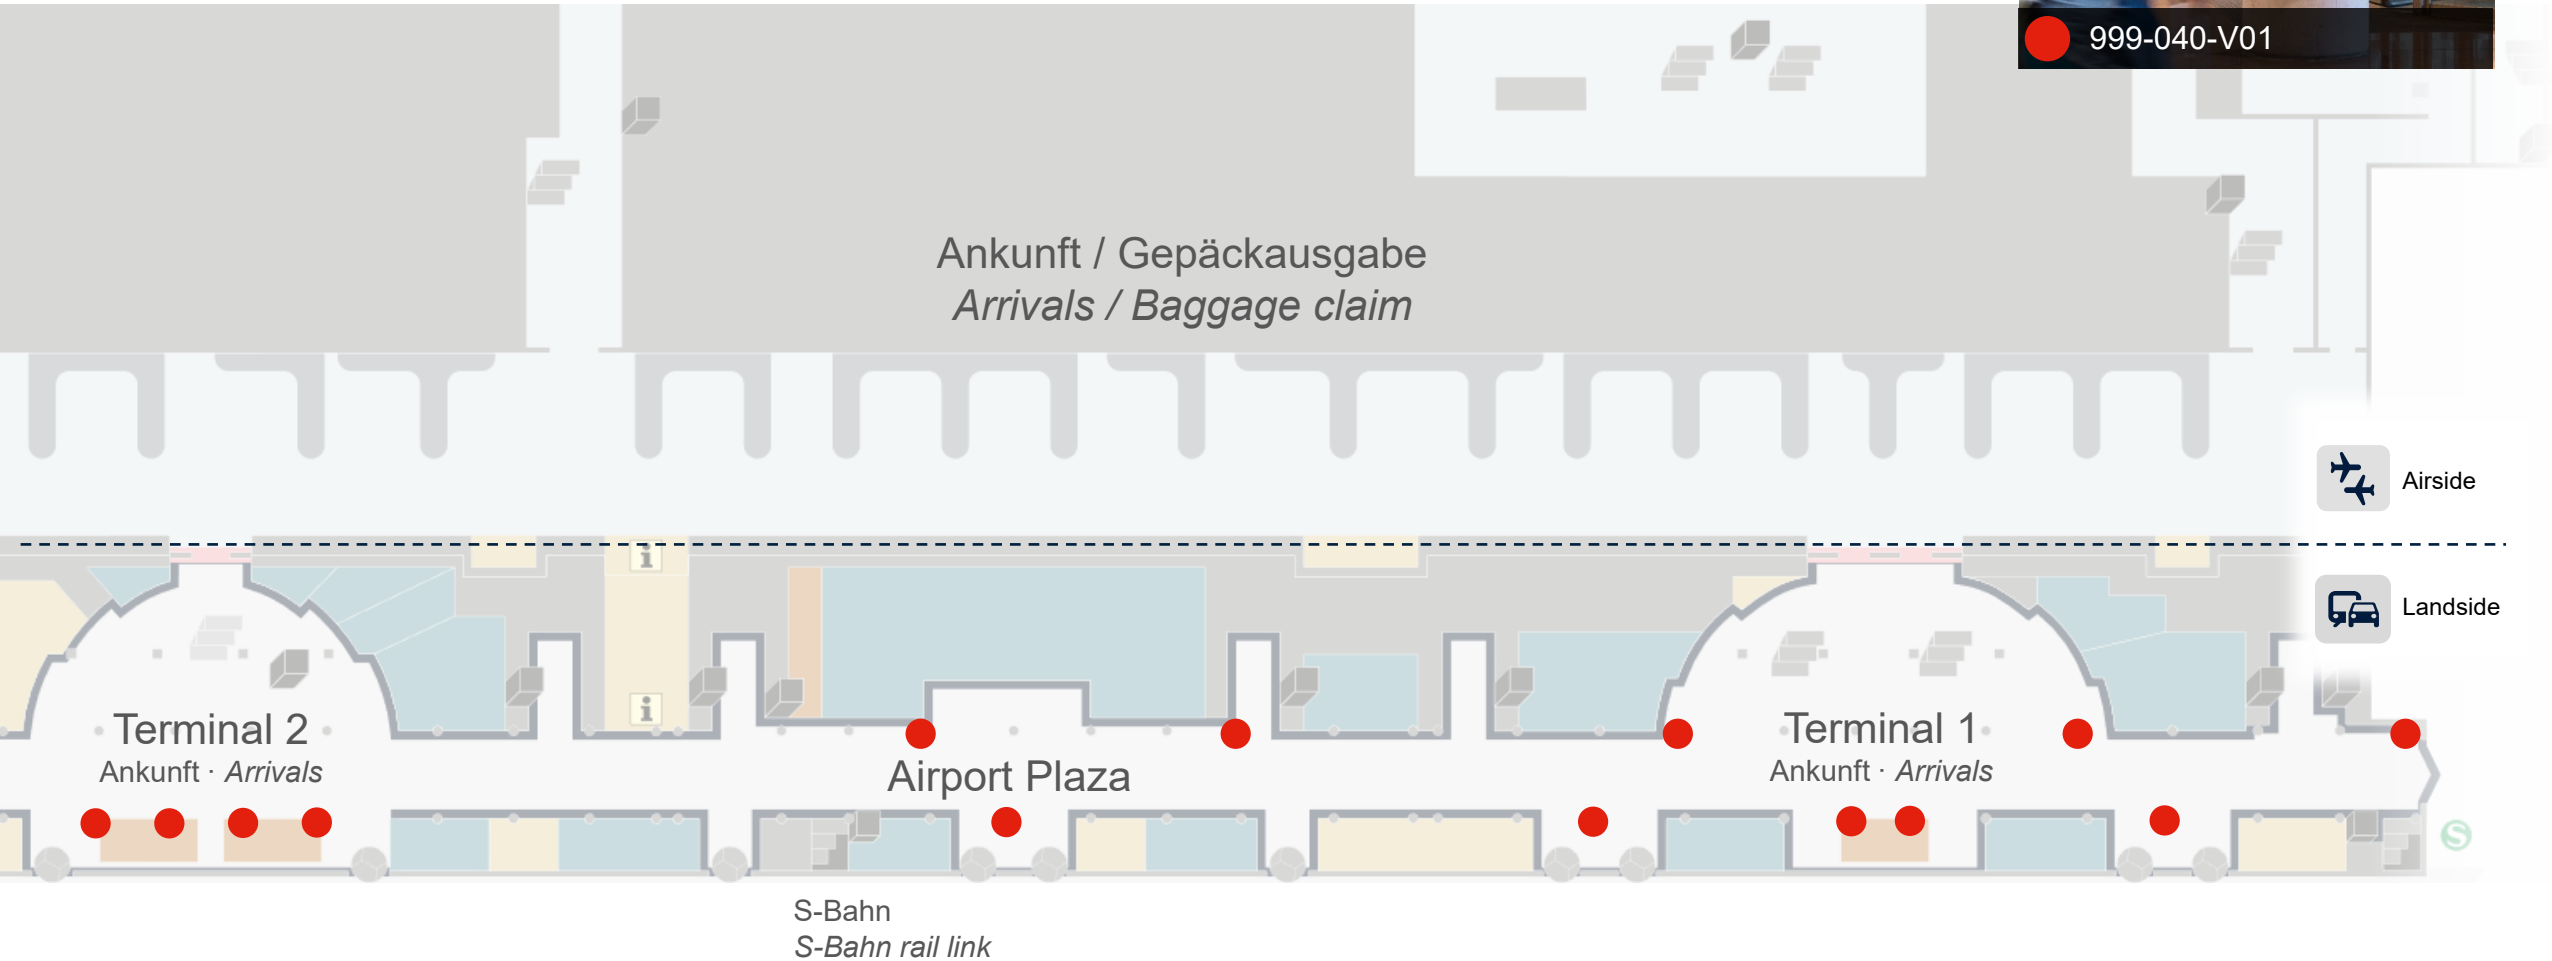 999-040-V01
Ankunft / Gepäckausgabe
Arrivals / Baggage claim
Airside
i
Landside
i
Terminal 2
Ankunft · Arrivals
Airport Plaza
Terminal 1
Ankunft · Arrivals
S
S-Bahn
S-Bahn rail link